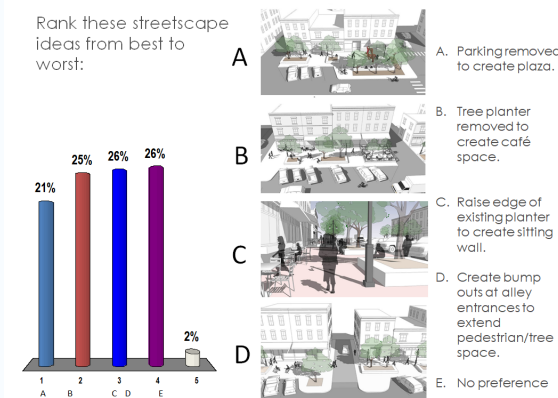 Rank these streetscape
ideas from best to
worst:
21%
25%
26%
26%
2%
1 2 3 4 5
A B C D E
A
B
C
D
A. Parking removed
to create plaza.
B. Tree planter
removed to
create café
space.
C. Raise edge of
existing planter
to create sitting
wall.
D. Create bump
outs at alley
entrances to
extend
pedestrian/tree
space.
E. No preference